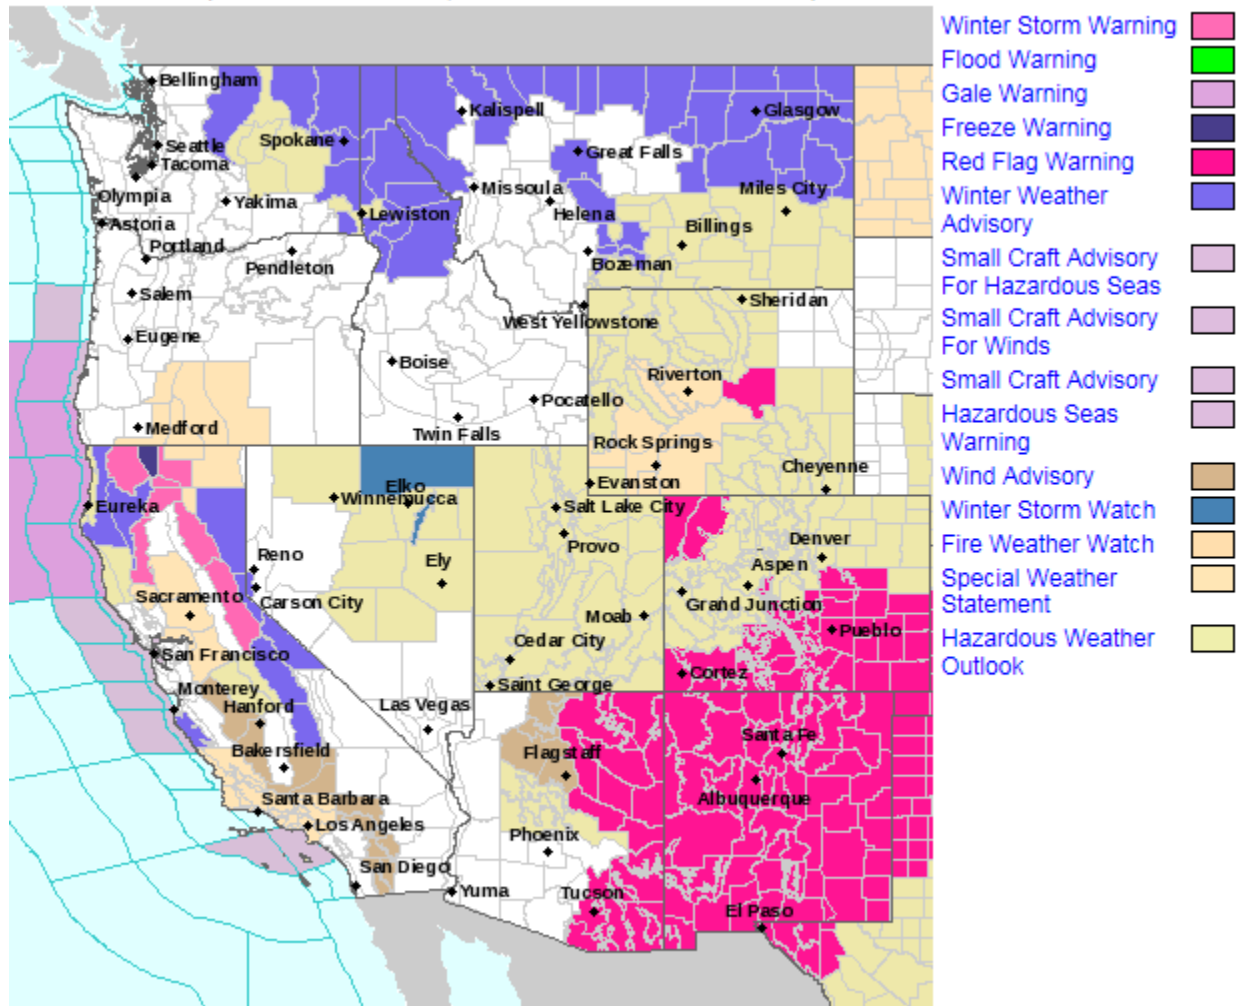 Bellingham
Seattle
Tacoma
Olympia
Spokane
Yakima
Astoria
Portland
Pendleton
Salem
Eugene
Medford
Kalispell
Glasgow
Great Falls
Missoula
Helena
Miles City
Lewiston
Billings
Bozeman
West Yellowstone
Sheridan
Boise
Pocatello
Twin Falls
Riverton
Rock Springs
Evanston
Cheyenne
Eureka
Elko
Winnemucca
Salt Lake City
Provo
Reno
Carson City
Ely
Denver
Aspen
Grand Junction
Sacramento
Moab
Pueblo
San Francisco
Cedar City
Cortez
Saint George
Monterey
Hanford
Las Vegas
Bakersfield
Flagstaff
Santa Fe
Albuquerque
Santa Barbara
Los Angeles
Phoenix
San Diego
Yuma
Tucson
El Paso
Winter Storm Warning
Flood Warning
Gale Warning
Freeze Warning
Red Flag Warning
Winter Weather
Advisory
Small Craft Advisory
For Hazardous Seas
Small Craft Advisory
For Winds
Small Craft Advisory
Hazardous Seas
Warning
Wind Advisory
Winter Storm Watch
Fire Weather Watch
Special Weather
Statement
Hazardous Weather
Outlook